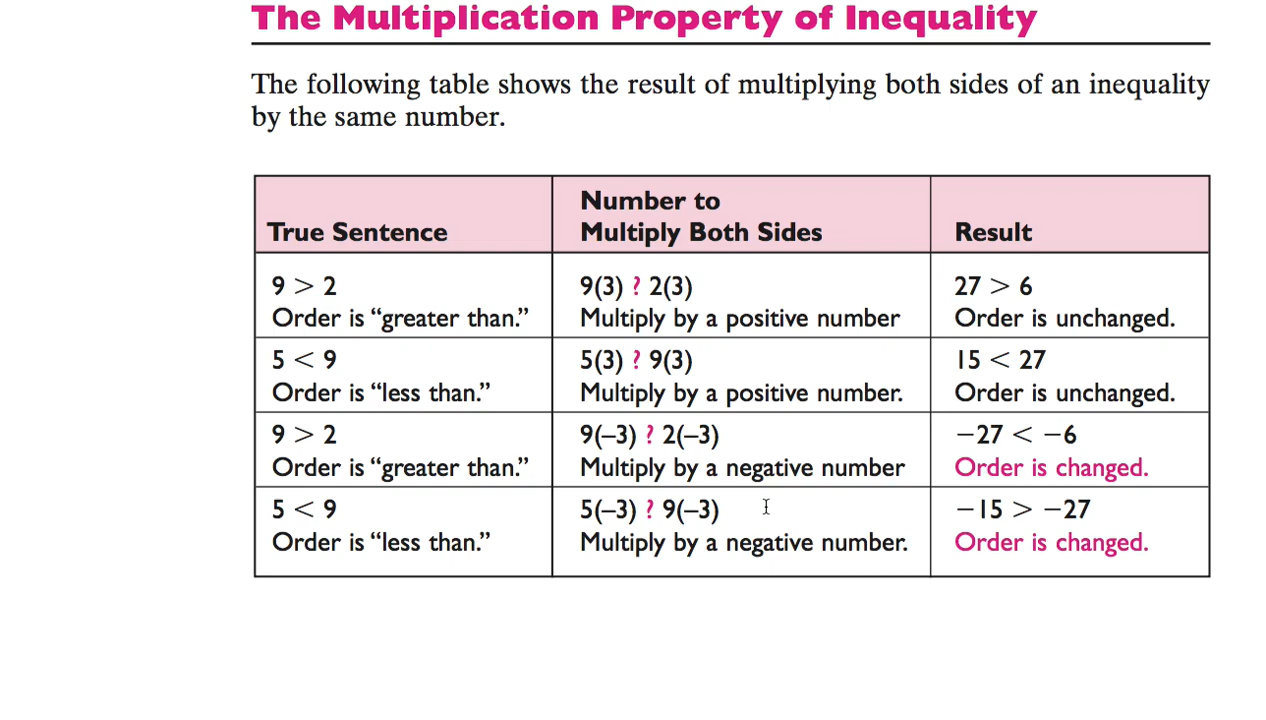 The Multiplication Property of Inequality
The following table shows the result of multiplying both sides of an inequality
by the same number.
True Sentence
Number to
Multiply Both Sides
Result
9 > 2
Order is “greater than.”
9(3) ? 2(3)
Multiply by a positive number
27 > 6
Order is unchanged.
5 < 9
Order is “less than.”
5(3) ? 9(3)
Multiply by a positive number.
15 < 27
Order is unchanged.
9 > 2
Order is “greater than.”
9(–3) ? 2(–3)
Multiply by a negative number
−27 < −6
Order is changed.
5 < 9
Order is “less than.”
5(–3) ? 9(–3)
Multiply by a negative number.
−15 > −27
Order is changed.